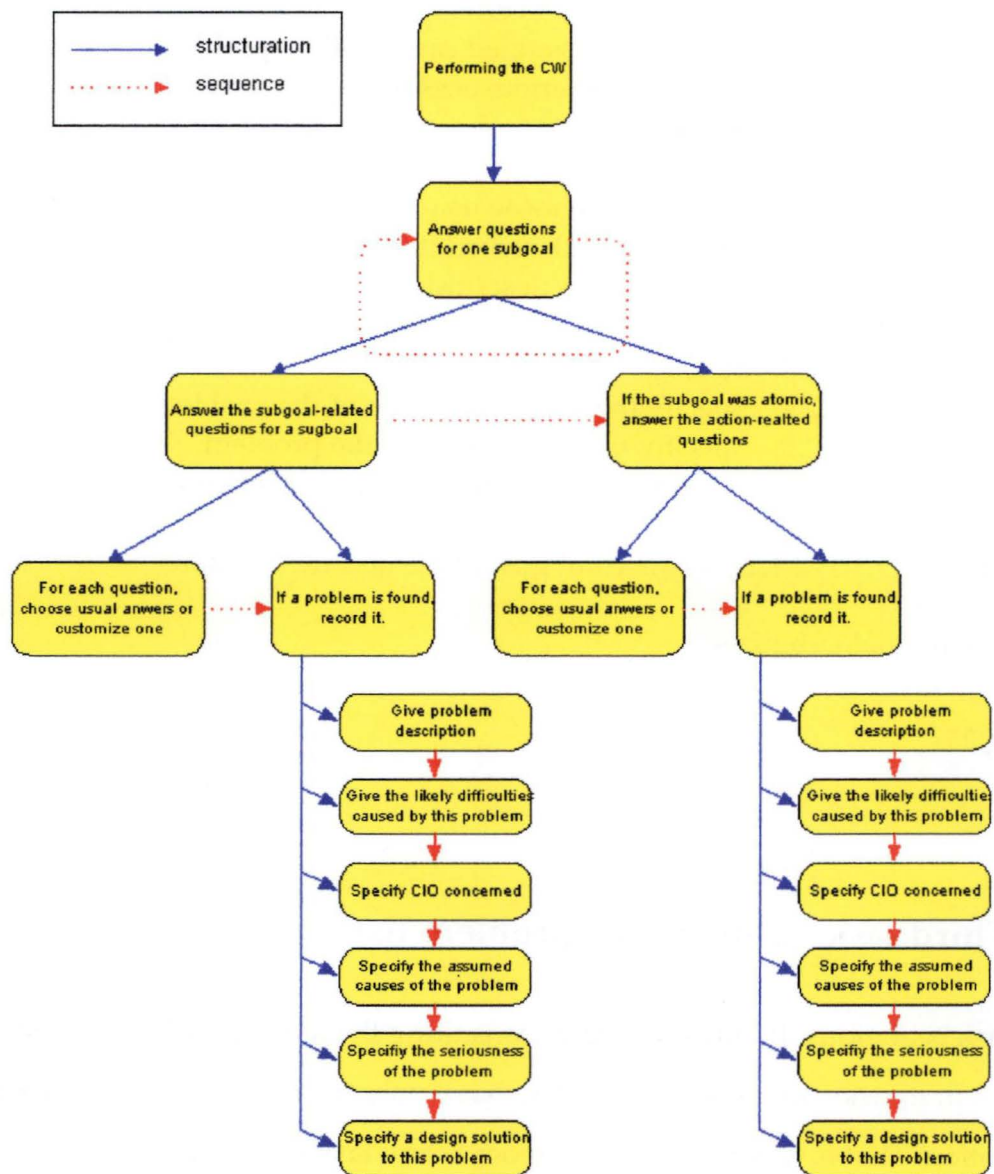 structuration
sequence
Performing the CW
Answer questions
for one subgoal
Answer the subgoal-related
questions for a sugboal
If the subgoal was atomic,
answer the action-realted
questions
For each question,
choose usual anwers or
customize one
If a problem is found,
record it.
For each question,
choose usual anwers or
customize one
If a problem is found,
record it.
Give problem
description
Give the likely difficulties
caused by this problem
Specify CIO concerned
Specify the assumed
causes of the problem
Specifiy the seriousness
of the problem
Specify a design solution
to this problem
Give problem
description
Give the likely difficulties
caused by this problem
Specify CIO concerned
Specify the assumed
causes of the problem
Specifiy the seriousness
of the problem
Specify a design solution
to this problem